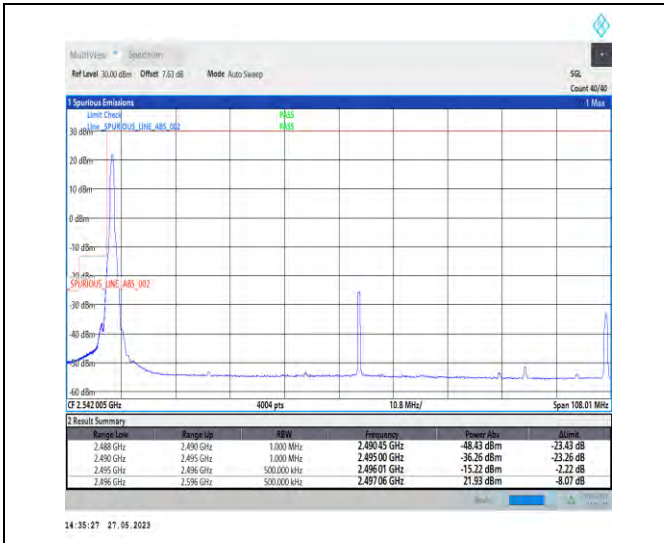 MultiView Spectrum
Ref Level 30.00 dBm Offset 7.63 dB Mode Auto Sweep SGL
Count 40/40
1 Spurious Emissions 1 Max
Limit Check PASS
30 dBm Line _SPURIOUS_LINE_ABS_002 PASS
20 dBm
10 dBm
0 dBm
-10 dBm
-20 dBm
SPURIOUS_LINE_ABS_002
-30 dBm
-40 dBm
-50 dBm
-60 dBm
CF 2.542 005 GHz 4004 pts 10.8 MHz/ Span 108.01 MHz
2 Result Summary
Range Low Range Up RBW Frequency Power Abs ΔLimit
2.488 GHz 2.490 GHz 1.000 MHz 2.490 45 GHz -48.43 dBm -23.43 dB
2.490 GHz 2.495 GHz 1.000 MHz 2.495 00 GHz -36.26 dBm -23.26 dB
2.495 GHz 2.496 GHz 500.000 kHz 2.496 01 GHz -15.22 dBm -2.22 dB
2.496 GHz 2.596 GHz 500.000 kHz 2.497 06 GHz 21.93 dBm -8.07 dB
14:35:27 27.05.2023